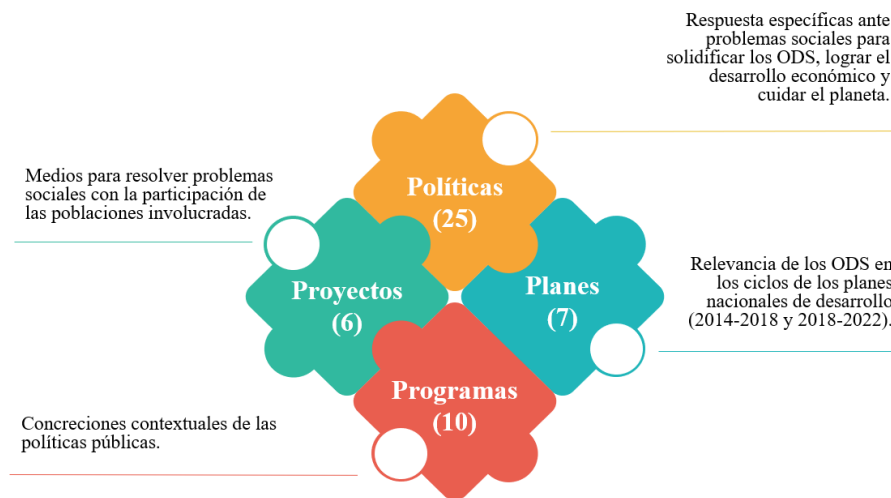 Respuesta específicas ante
problemas sociales para
solidificar los ODS, lograr el
desarrollo económico y
cuidar el planeta.
Políticas
(25)
Medios para resolver problemas
sociales con la participación de
las poblaciones involucradas.
Proyectos
(6)
Planes
(7)
Relevancia de los ODS en
los ciclos de los planes
nacionales de desarrollo
(2014-2018 y 2018-2022).
Programas
(10)
Concreciones contextuales de las
políticas públicas.